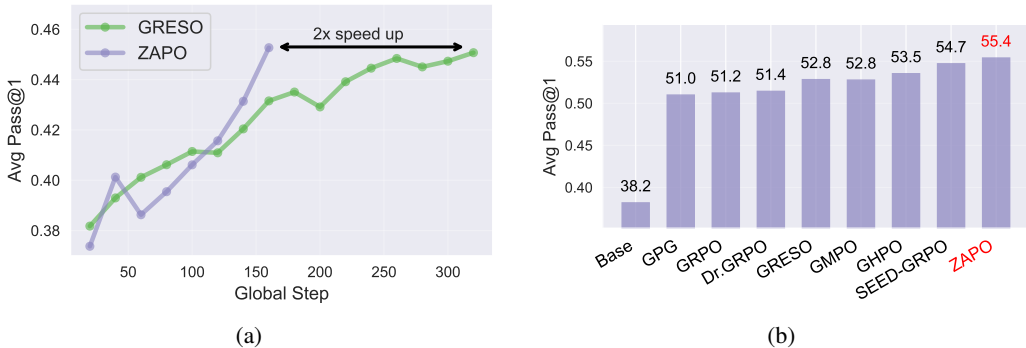 0.46
0.44
0.42
0.40
0.38
Avg Pass@1
GRESO
ZAPO
2x speed up
50 100 150 200 250 300
Global Step
(a)
0.55
0.50
0.45
0.40
Avg Pass@1
38.2
51.0
51.2
51.4
52.8
52.8
53.5
54.7
55.4
Base
GPG
GRPO
Dr.GRPO
GRESO
GMPO
GHPO
SEED-GRPO
ZAPO
(b)